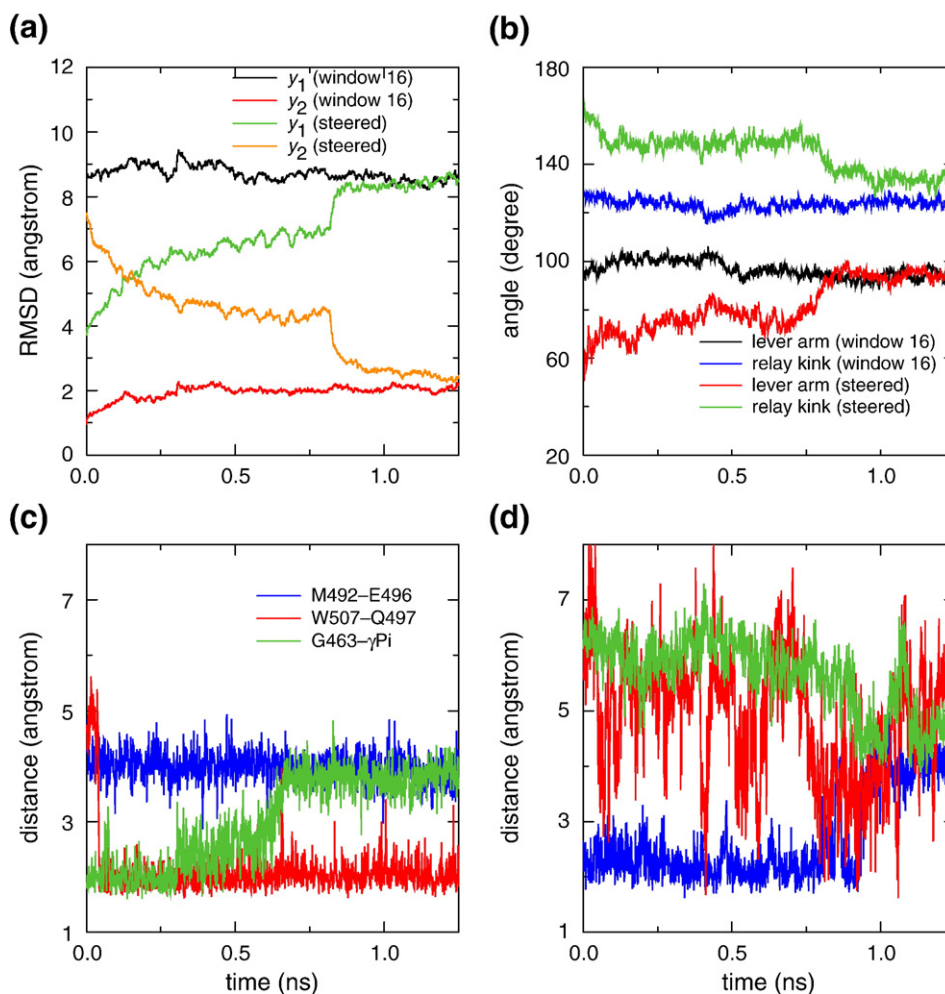 (a)
12
10
8
6
4
2
0
RMSD (angstrom)
y1 (window 16)
y2 (window 16)
y1 (steered)
y2 (steered)
0.0
0.5
1.0
(b)
180
140
100
60
20
angle (degree)
lever arm (window 16)
relay kink (window 16)
lever arm (steered)
relay kink (steered)
0.0
0.5
1.0
(c)
7
5
3
1
distance (angstrom)
M492–E496
W507–Q497
G463–γPi
0.0
0.5
1.0
time (ns)
(d)
7
5
3
1
distance (angstrom)
0.0
0.5
1.0
time (ns)